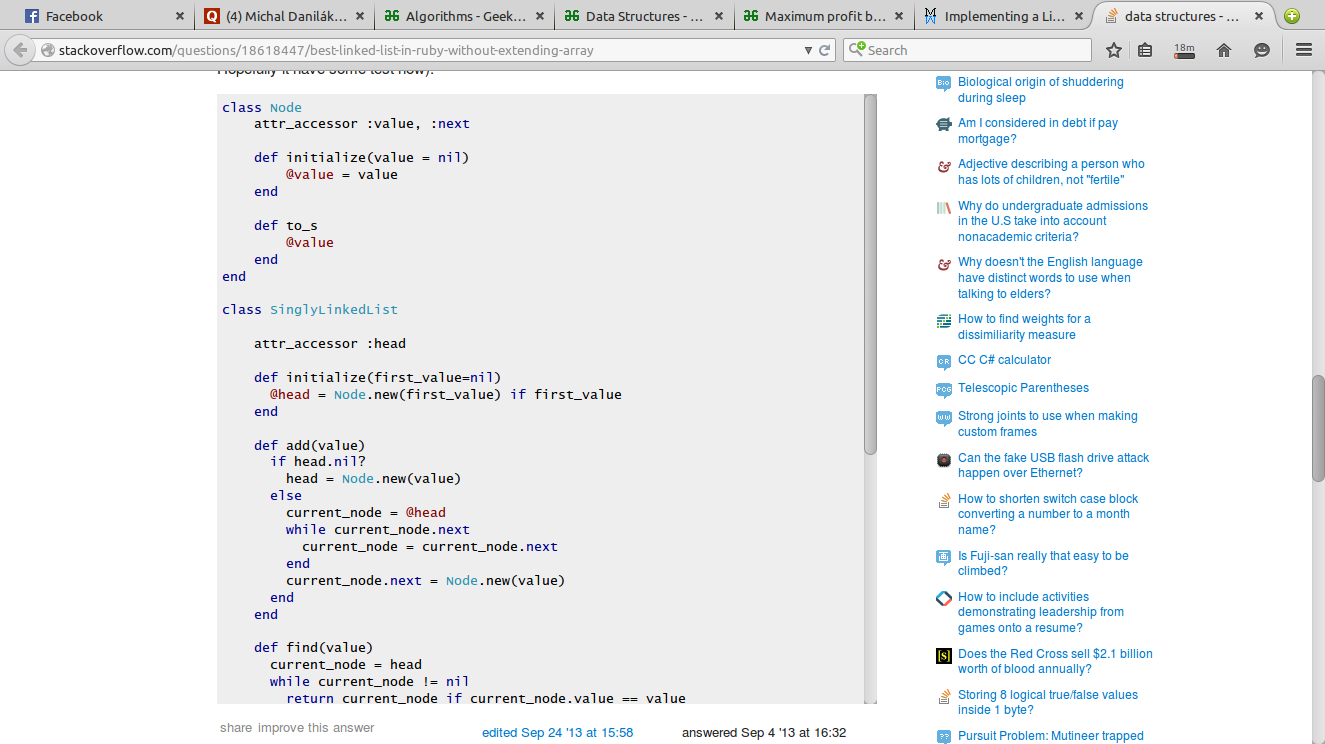 Facebook
(4) Michal Danilák...
Algorithms - Geek...
Data Structures - ...
Maximum profit b...
Implementing a Li...
data structures - ...
stackoverflow.com/questions/18618447/best-linked-list-in-ruby-without-extending-array
Search
18m
Hopefully it have some test now):
class Node
    attr_accessor :value, :next
    def initialize(value = nil)
        @value = value
    end
    def to_s
        @value
    end
end
class SinglyLinkedList
    attr_accessor :head
    def initialize(first_value=nil)
      @head = Node.new(first_value) if first_value
    end
    def add(value)
      if head.nil?
        head = Node.new(value)
      else
        current_node = @head
        while current_node.next
          current_node = current_node.next
        end
        current_node.next = Node.new(value)
      end
    end
    def find(value)
      current_node = head
      while current_node != nil
        return current_node if current_node.value == value
share improve this answer
edited Sep 24 '13 at 15:58
answered Sep 4 '13 at 16:32
Biological origin of shuddering
during sleep
Am I considered in debt if pay
mortgage?
Adjective describing a person who
has lots of children, not "fertile"
Why do undergraduate admissions
in the U.S take into account
nonacademic criteria?
Why doesn't the English language
have distinct words to use when
talking to elders?
How to find weights for a
dissimiliarity measure
CC C# calculator
Telescopic Parentheses
Strong joints to use when making
custom frames
Can the fake USB flash drive attack
happen over Ethernet?
How to shorten switch case block
converting a number to a month
name?
Is Fuji-san really that easy to be
climbed?
How to include activities
demonstrating leadership from
games onto a resume?
Does the Red Cross sell $2.1 billion
worth of blood annually?
Storing 8 logical true/false values
inside 1 byte?
Pursuit Problem: Mutineer trapped